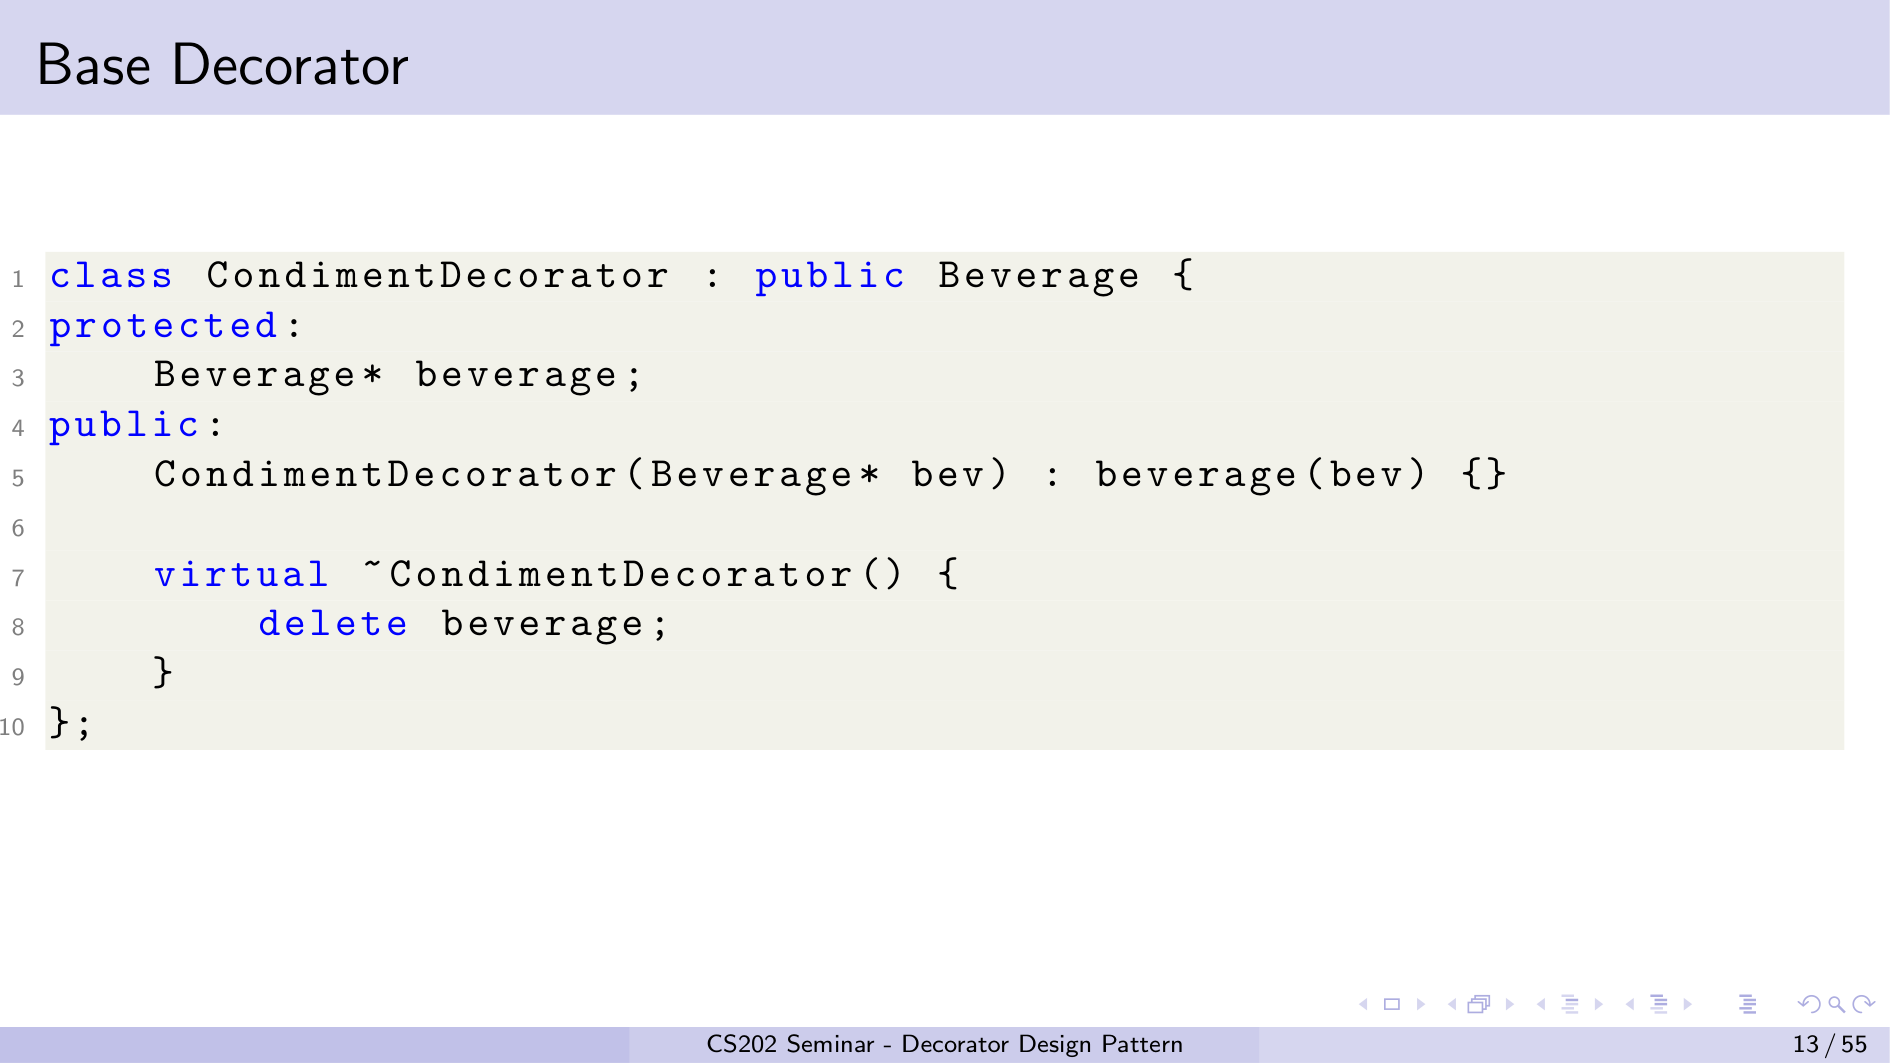 Base Decorator
1 class CondimentDecorator : public Beverage {
2 protected:
3     Beverage* beverage;
4 public:
5     CondimentDecorator(Beverage* bev) : beverage(bev) {}
6
7     virtual ~CondimentDecorator() {
8         delete beverage;
9     }
10 };
CS202 Seminar - Decorator Design Pattern
13 / 55